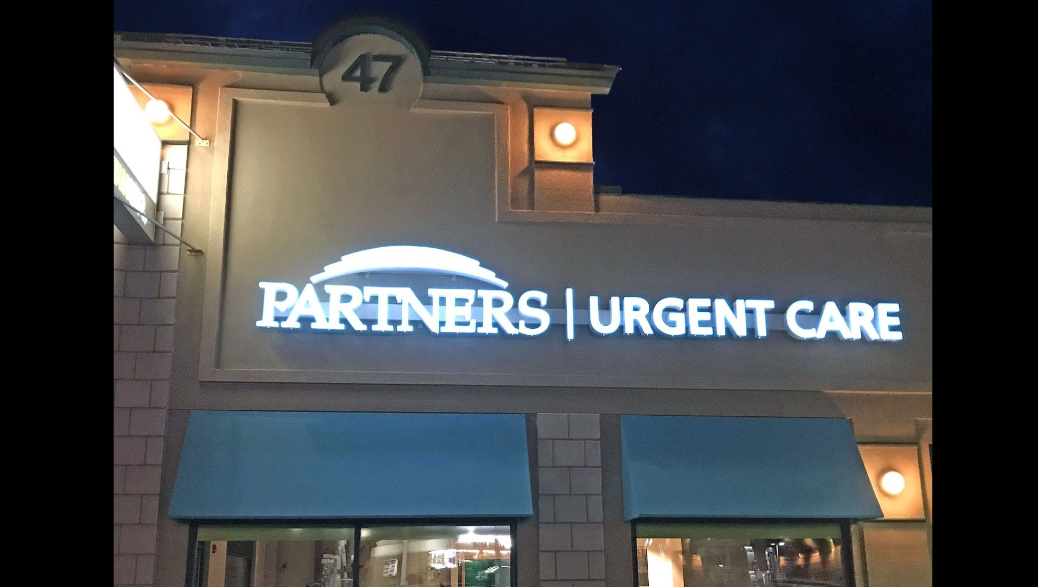 47
PARTNERS | URGENT CARE